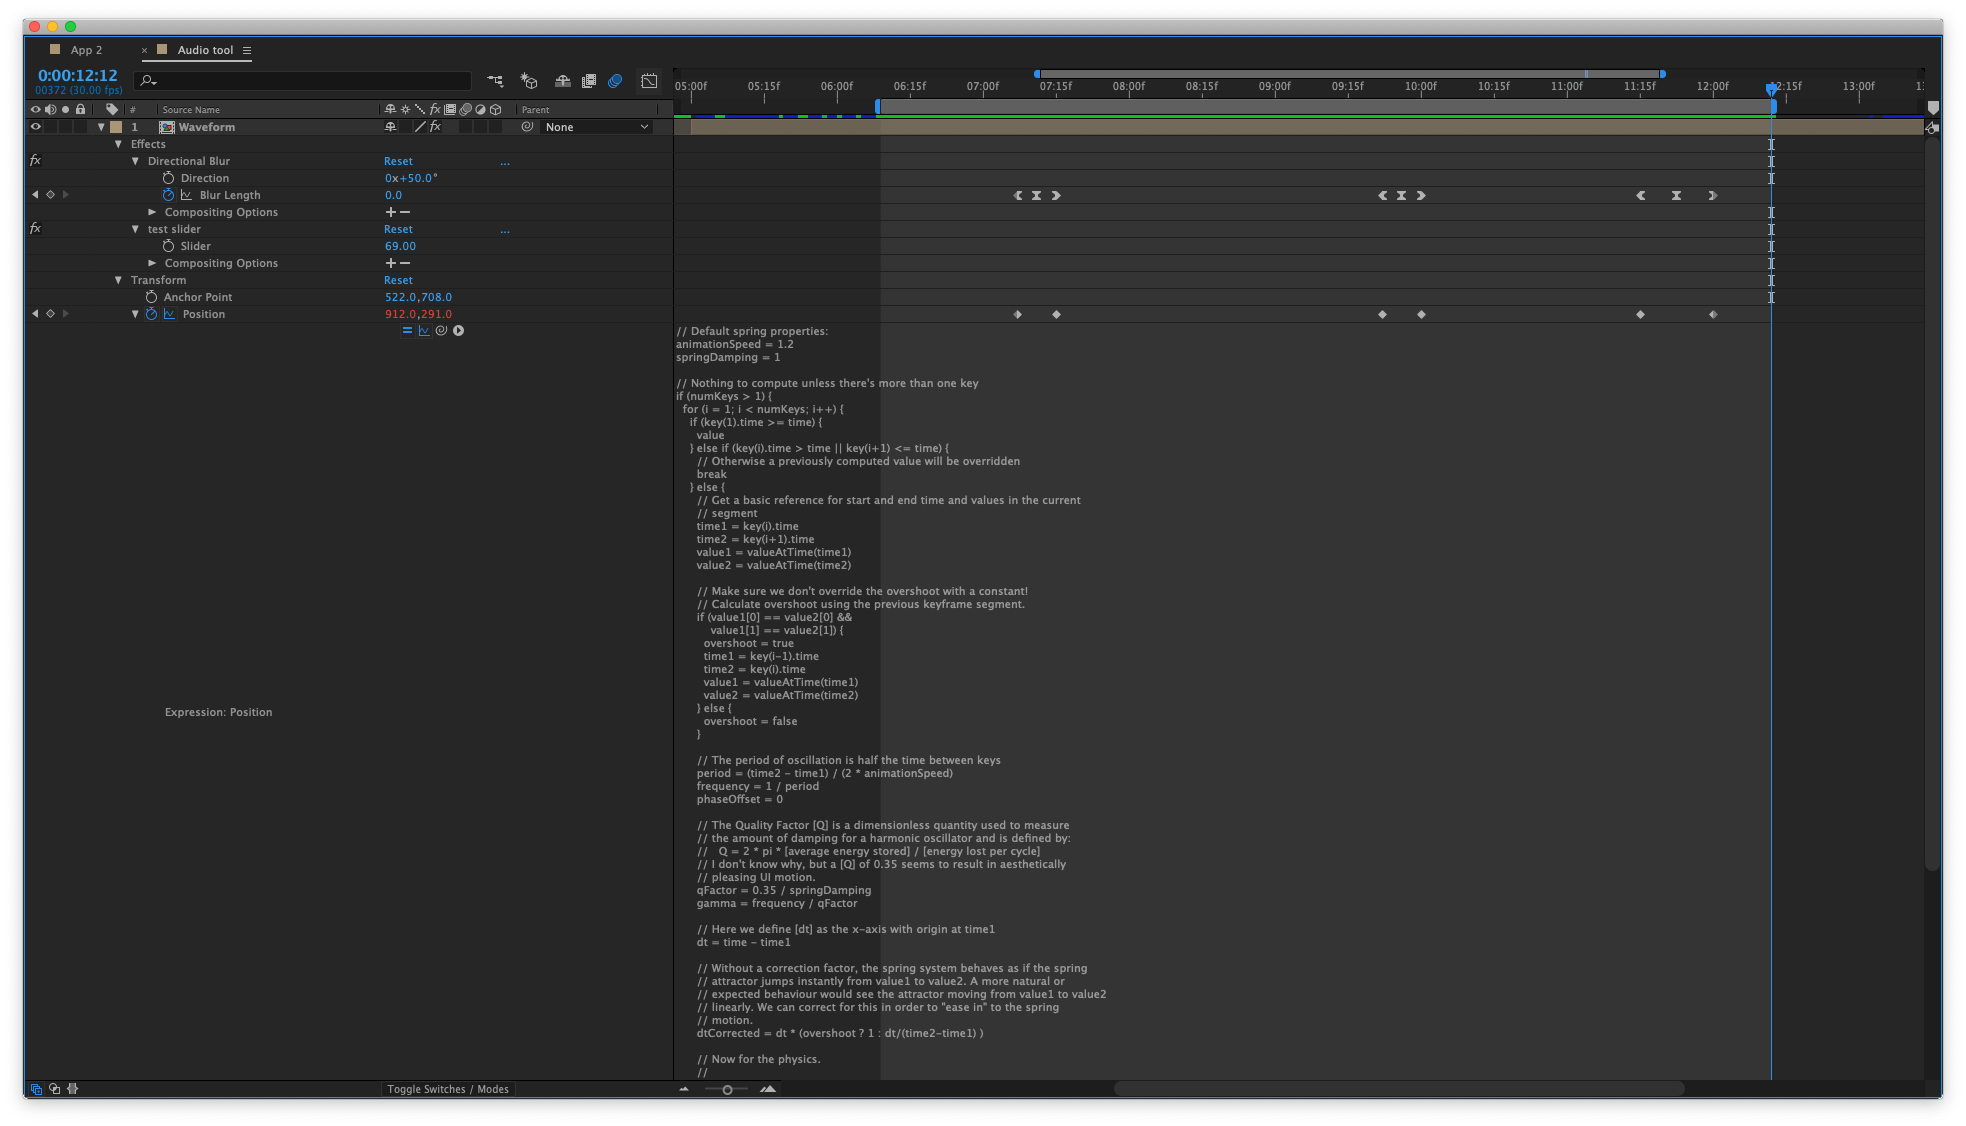 App 2
× Audio tool
0:00:12:12
00372 (30.00 fps)
05:00f 05:15f 06:00f 06:15f 07:00f 07:15f 08:00f 08:15f 09:00f 09:15f 10:00f 10:15f 11:00f 11:15f 12:00f 12:15f 13:00f
# Source Name fx Parent
1 Waveform fx None
Effects
fx Directional Blur Reset ...
Direction 0x+50.0°
Blur Length 0.0
Compositing Options +−
fx test slider Reset ...
Slider 69.00
Compositing Options +−
Transform Reset
Anchor Point 522.0,708.0
Position 912.0,291.0
Expression: Position
// Default spring properties:
animationSpeed = 1.2
springDamping = 1
// Nothing to compute unless there's more than one key
if (numKeys > 1) {
for (i = 1; i < numKeys; i++) {
if (key(1).time >= time) {
value
} else if (key(i).time > time || key(i+1) <= time) {
// Otherwise a previously computed value will be overridden
break
} else {
// Get a basic reference for start and end time and values in the current
// segment
time1 = key(i).time
time2 = key(i+1).time
value1 = valueAtTime(time1)
value2 = valueAtTime(time2)
// Make sure we don't override the overshoot with a constant!
// Calculate overshoot using the previous keyframe segment.
if (value1[0] == value2[0] &&
value1[1] == value2[1]) {
overshoot = true
time1 = key(i-1).time
time2 = key(i).time
value1 = valueAtTime(time1)
value2 = valueAtTime(time2)
} else {
overshoot = false
}
// The period of oscillation is half the time between keys
period = (time2 - time1) / (2 * animationSpeed)
frequency = 1 / period
phaseOffset = 0
// The Quality Factor [Q] is a dimensionless quantity used to measure
// the amount of damping for a harmonic oscillator and is defined by:
// Q = 2 * pi * [average energy stored] / [energy lost per cycle]
// I don't know why, but a [Q] of 0.35 seems to result in aesthetically
// pleasing UI motion.
qFactor = 0.35 / springDamping
gamma = frequency / qFactor
// Here we define [dt] as the x-axis with origin at time1
dt = time - time1
// Without a correction factor, the spring system behaves as if the spring
// attractor jumps instantly from value1 to value2. A more natural or
// expected behaviour would see the attractor moving from value1 to value2
// linearly. We can correct for this in order to "ease in" to the spring
// motion.
dtCorrected = dt * (overshoot ? 1 : dt/(time2-time1) )
// Now for the physics.
//
Toggle Switches / Modes